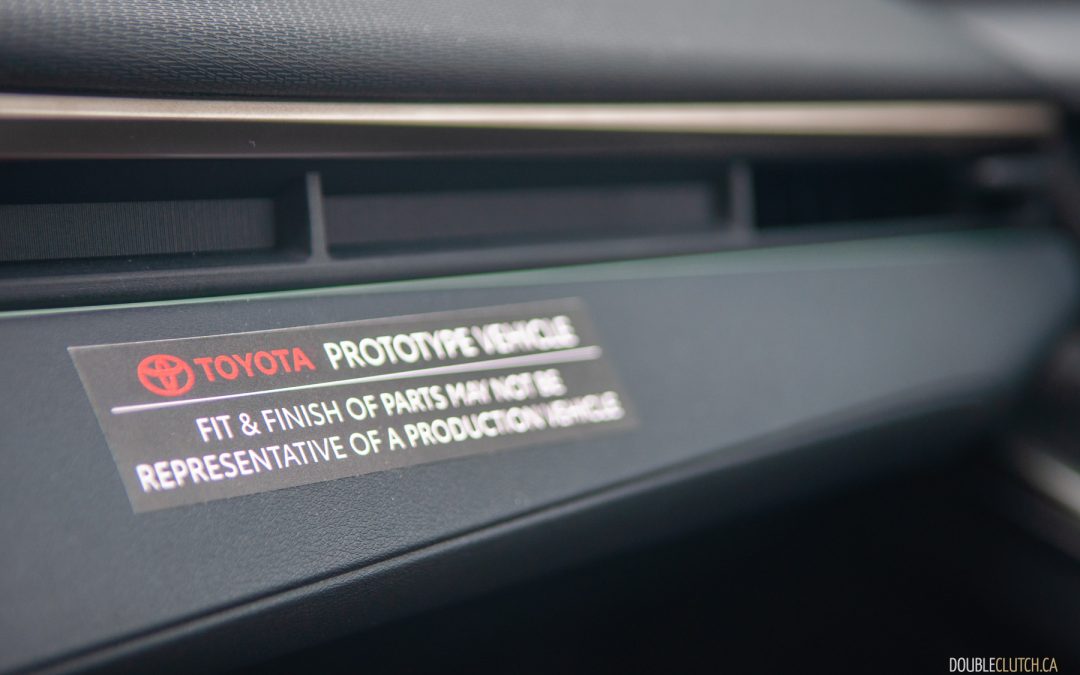 TOYOTA PROTOTYPE VEHICLE
FIT & FINISH OF PARTS MAY NOT BE
REPRESENTATIVE OF A PRODUCTION VEHICLE
DOUBLECLUTCH.CA